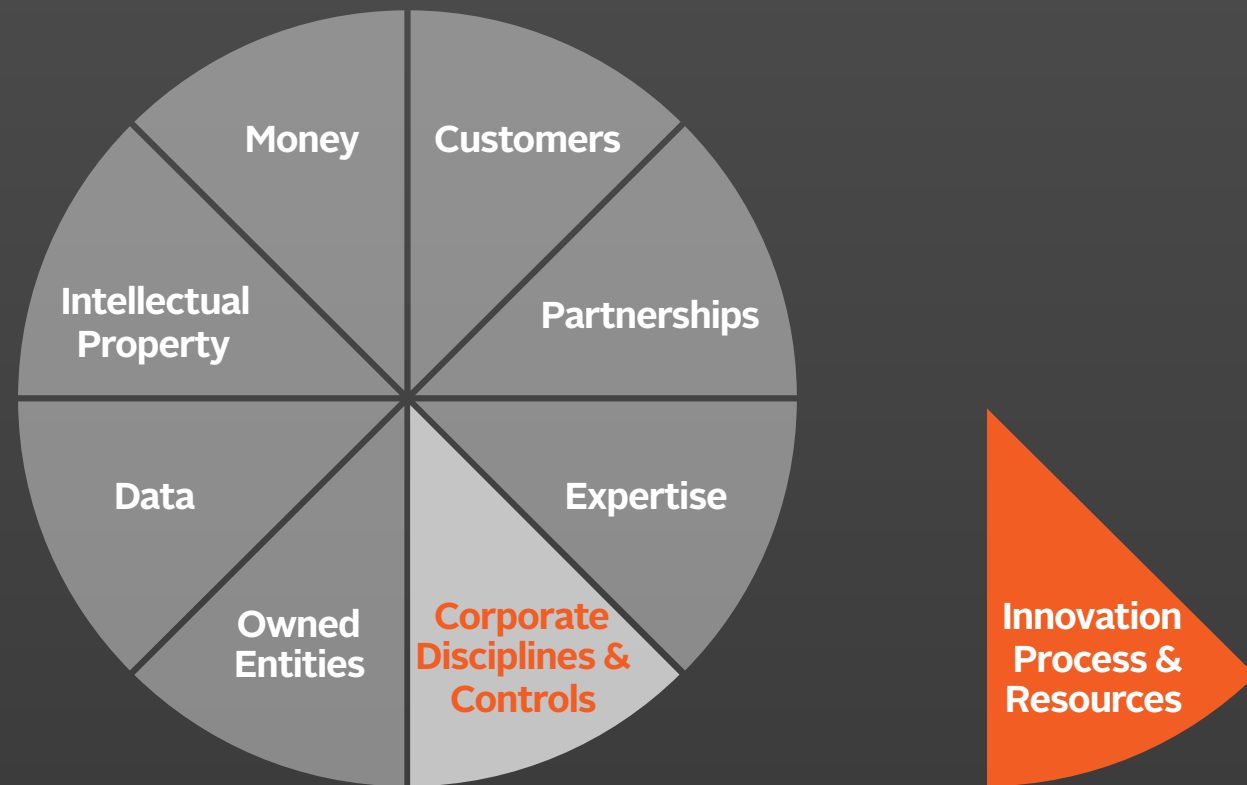 Money
Customers
Intellectual
Property
Partnerships
Data
Expertise
Owned
Entities
Corporate
Disciplines &
Controls
Innovation
Process &
Resources